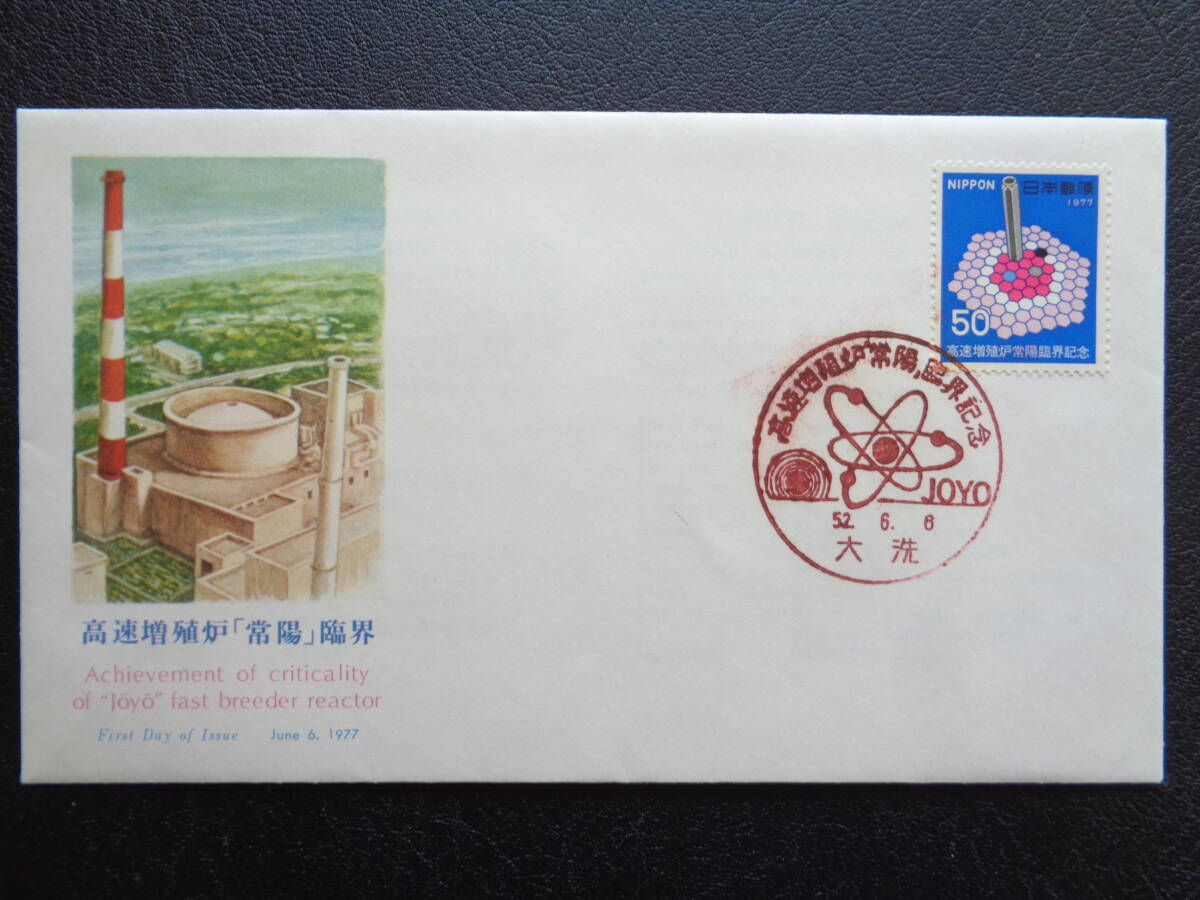 NIPPON 日本郵便
1977
50
高速増殖炉常陽臨界記念
高速増殖炉「常陽」臨界記念
JOYO
52. 6. 6
大洗
高速増殖炉「常陽」臨界
Achievement of criticality
of "Jōyō" fast breeder reactor
First Day of Issue June 6, 1977